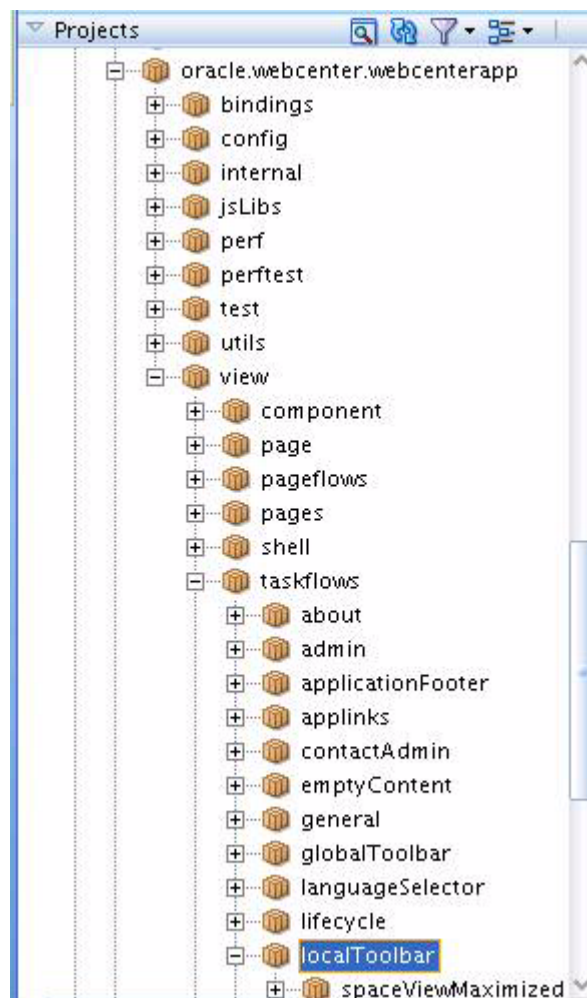 Projects
oracle.webcenter.webcenterapp
bindings
config
internal
jsLibs
perf
perftest
test
utils
view
component
page
pageflows
pages
shell
taskflows
about
admin
applicationFooter
applinks
contactAdmin
emptyContent
general
globalToolbar
languageSelector
lifecycle
localToolbar
spaceViewMaximized